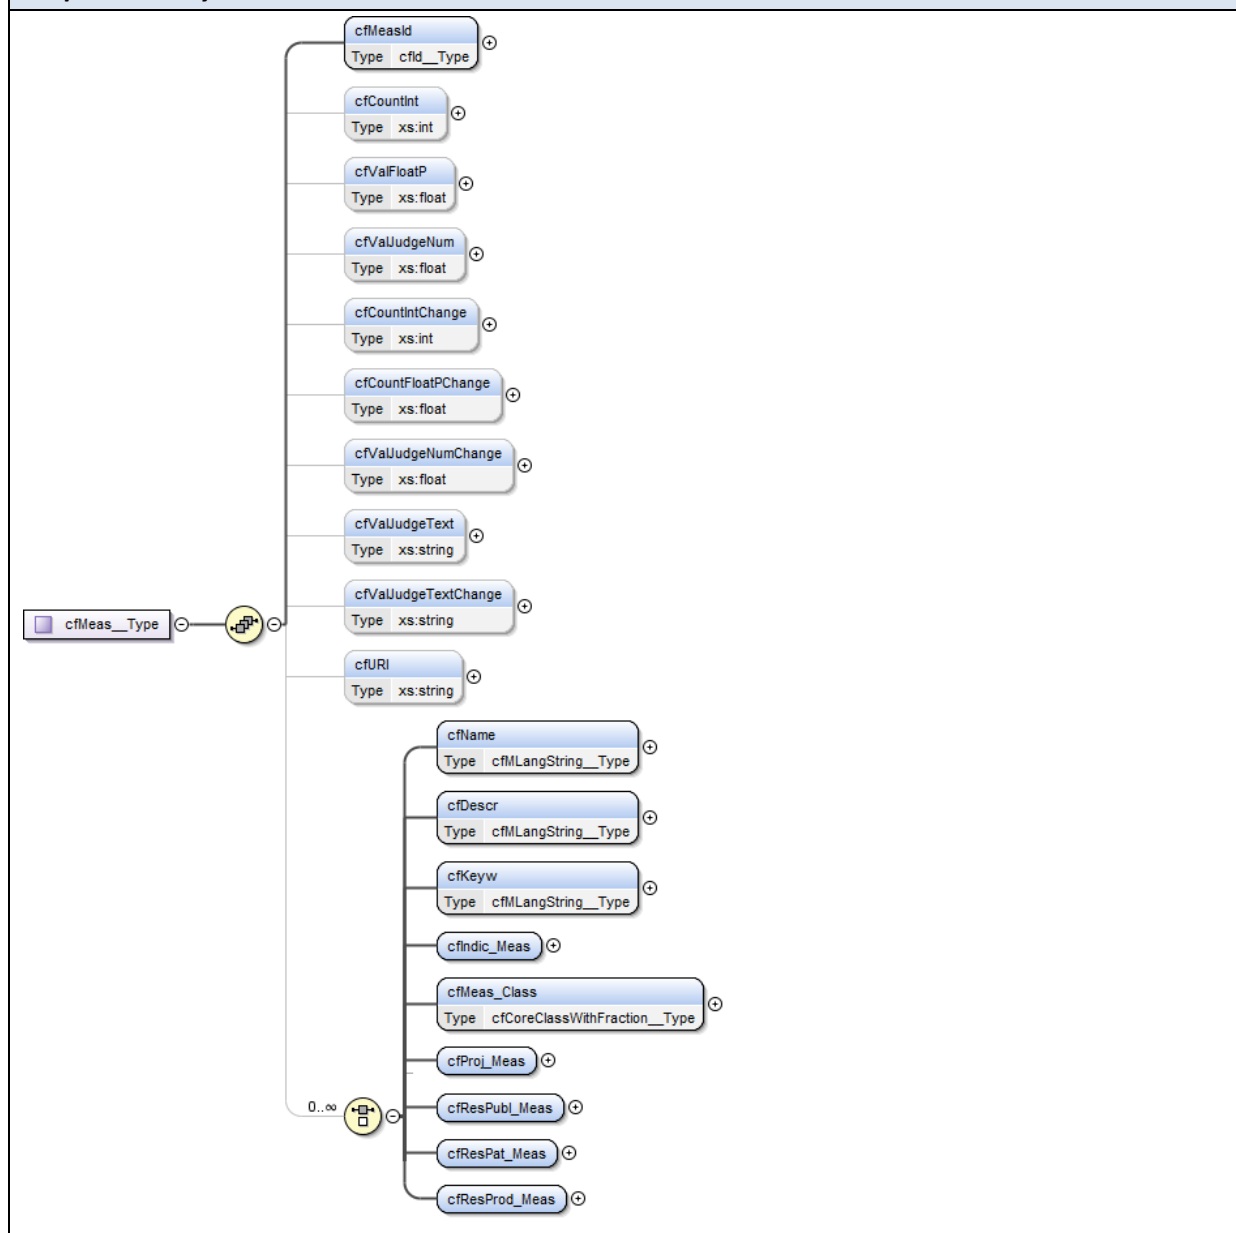 cfMeasId
Type cfId__Type
cfCountInt
Type xs:int
cfValFloatP
Type xs:float
cfValJudgeNum
Type xs:float
cfCountIntChange
Type xs:int
cfCountFloatPChange
Type xs:float
cfValJudgeNumChange
Type xs:float
cfValJudgeText
Type xs:string
cfValJudgeTextChange
Type xs:string
cfMeas__Type
cfURI
Type xs:string
cfName
Type cfMLangString__Type
cfDescr
Type cfMLangString__Type
cfKeyw
Type cfMLangString__Type
cfIndic_Meas
cfMeas_Class
Type cfCoreClassWithFraction__Type
cfProj_Meas
0..∞
cfResPubl_Meas
cfResPat_Meas
cfResProd_Meas